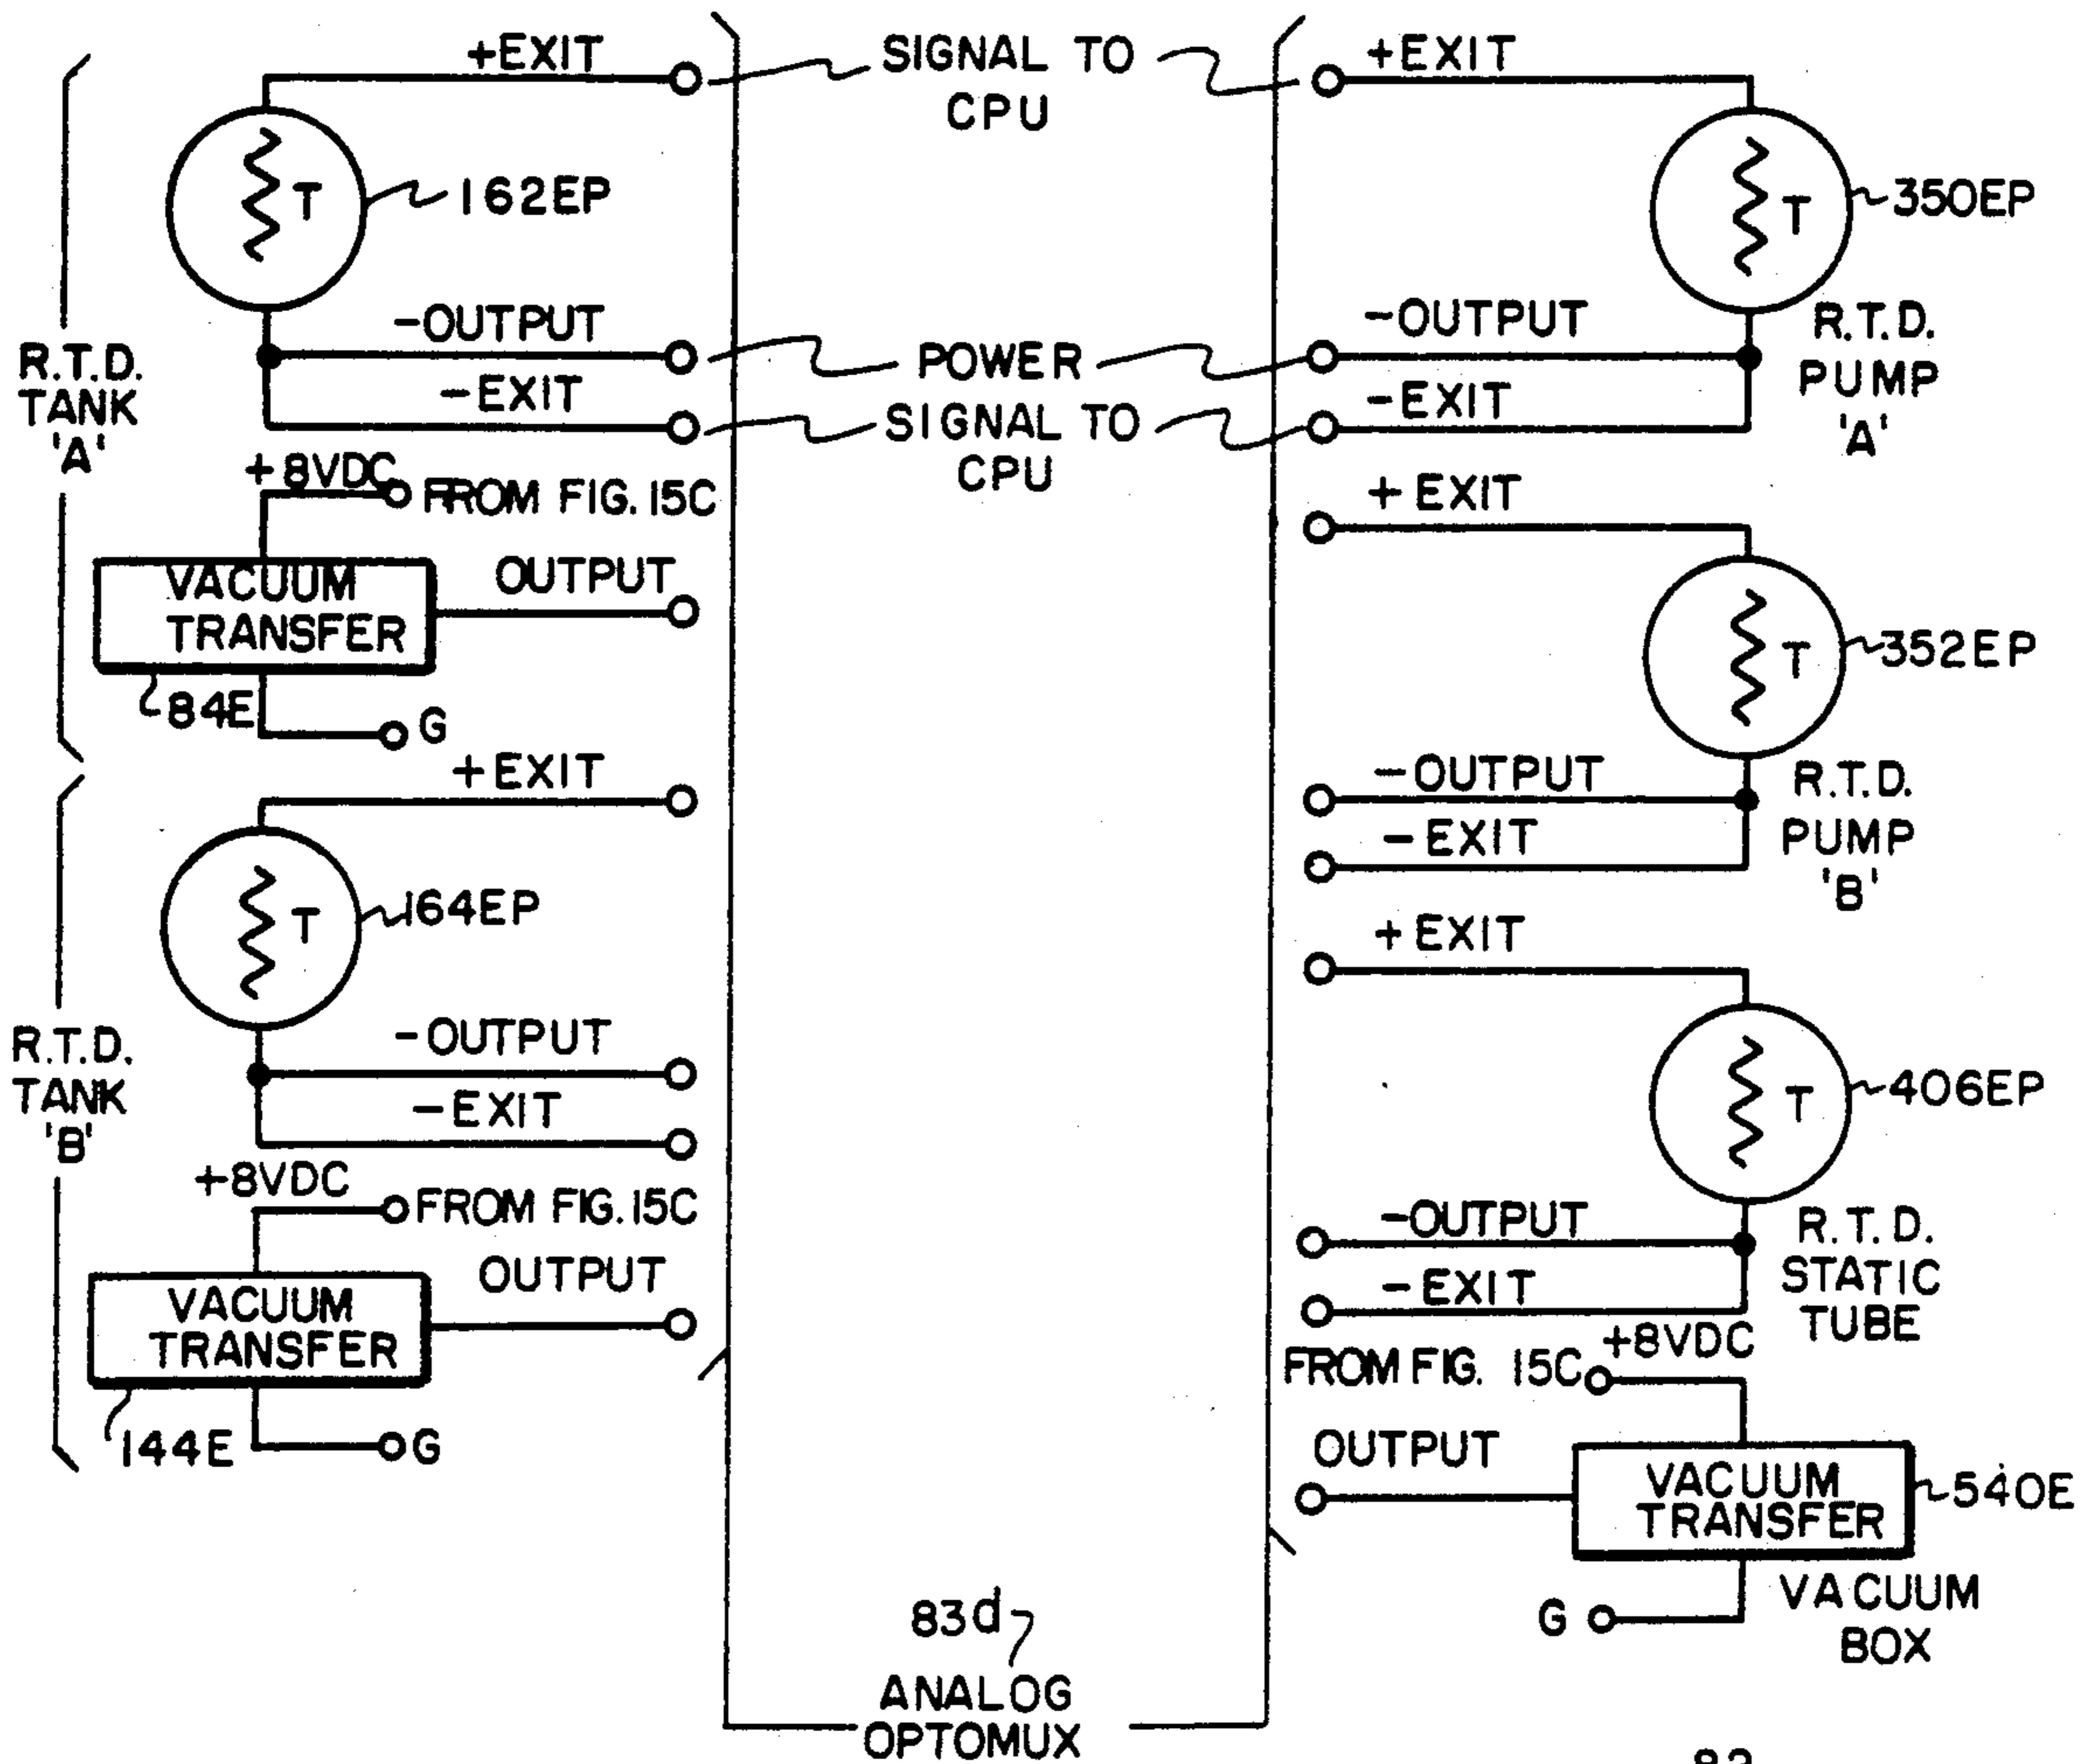 +EXIT
162EP
-OUTPUT
-EXIT
R.T.D.
TANK
'A'
+8VDC
FROM FIG. 15C
VACUUM
TRANSFER
OUTPUT
84E
G
+EXIT
164EP
-OUTPUT
-EXIT
R.T.D.
TANK
'B'
+8VDC
FROM FIG. 15C
VACUUM
TRANSFER
OUTPUT
144E
G
SIGNAL TO
CPU
POWER
SIGNAL TO
CPU
83d
ANALOG
OPTOMUX
+EXIT
350EP
-OUTPUT
-EXIT
R.T.D.
PUMP
'A'
+EXIT
352EP
-OUTPUT
-EXIT
R.T.D.
PUMP
'B'
+EXIT
406EP
-OUTPUT
-EXIT
R.T.D.
STATIC
TUBE
+8VDC
FROM FIG. 15C
OUTPUT
VACUUM
TRANSFER
540E
G
VACUUM
BOX